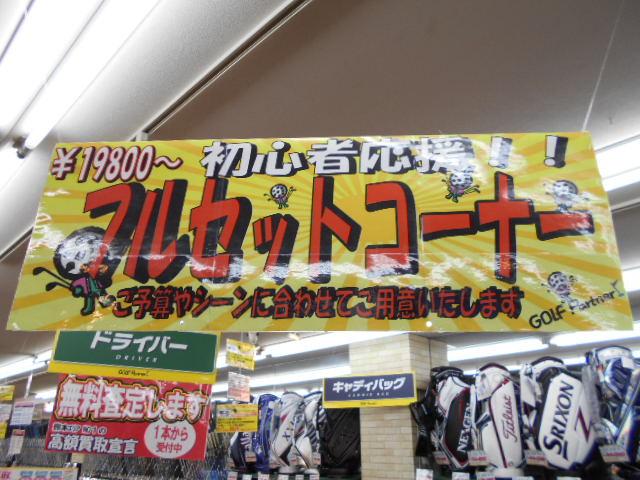 ¥19800~ 初心者応援!!
フルセットコーナー
ご予算やシーンに合わせてご用意いたします
GOLF Partner
ドライバー
DRIVER
GOLF Partner
無料査定します
高額買取宣言
1本から
受付中
キャディバッグ
CADDIE BAG
NEXGEN
Titleist
SRIXON